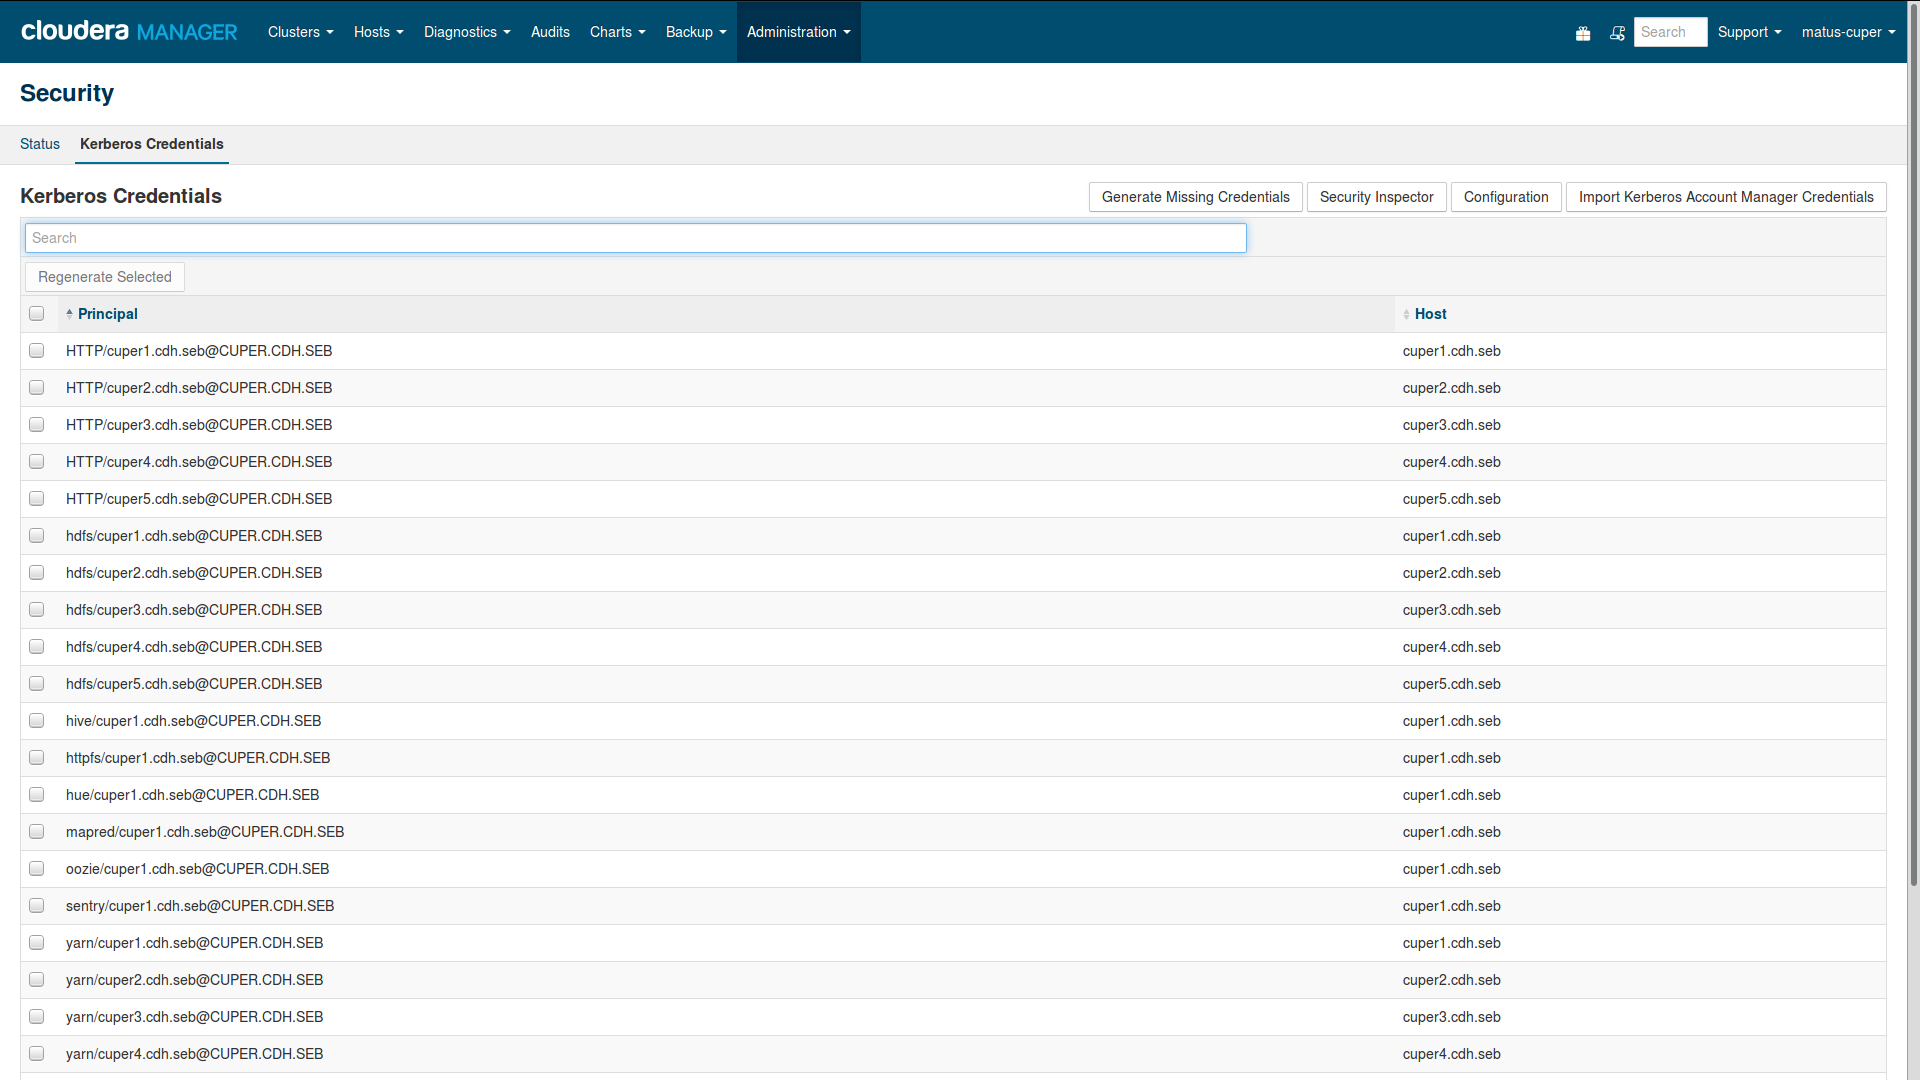 cloudera MANAGER Clusters Hosts Diagnostics Audits Charts Backup Administration Search Support matus-cuper
Security
Status Kerberos Credentials
Kerberos Credentials Generate Missing Credentials Security Inspector Configuration Import Kerberos Account Manager Credentials
Search
Regenerate Selected
Principal Host
HTTP/cuper1.cdh.seb@CUPER.CDH.SEB cuper1.cdh.seb
HTTP/cuper2.cdh.seb@CUPER.CDH.SEB cuper2.cdh.seb
HTTP/cuper3.cdh.seb@CUPER.CDH.SEB cuper3.cdh.seb
HTTP/cuper4.cdh.seb@CUPER.CDH.SEB cuper4.cdh.seb
HTTP/cuper5.cdh.seb@CUPER.CDH.SEB cuper5.cdh.seb
hdfs/cuper1.cdh.seb@CUPER.CDH.SEB cuper1.cdh.seb
hdfs/cuper2.cdh.seb@CUPER.CDH.SEB cuper2.cdh.seb
hdfs/cuper3.cdh.seb@CUPER.CDH.SEB cuper3.cdh.seb
hdfs/cuper4.cdh.seb@CUPER.CDH.SEB cuper4.cdh.seb
hdfs/cuper5.cdh.seb@CUPER.CDH.SEB cuper5.cdh.seb
hive/cuper1.cdh.seb@CUPER.CDH.SEB cuper1.cdh.seb
httpfs/cuper1.cdh.seb@CUPER.CDH.SEB cuper1.cdh.seb
hue/cuper1.cdh.seb@CUPER.CDH.SEB cuper1.cdh.seb
mapred/cuper1.cdh.seb@CUPER.CDH.SEB cuper1.cdh.seb
oozie/cuper1.cdh.seb@CUPER.CDH.SEB cuper1.cdh.seb
sentry/cuper1.cdh.seb@CUPER.CDH.SEB cuper1.cdh.seb
yarn/cuper1.cdh.seb@CUPER.CDH.SEB cuper1.cdh.seb
yarn/cuper2.cdh.seb@CUPER.CDH.SEB cuper2.cdh.seb
yarn/cuper3.cdh.seb@CUPER.CDH.SEB cuper3.cdh.seb
yarn/cuper4.cdh.seb@CUPER.CDH.SEB cuper4.cdh.seb